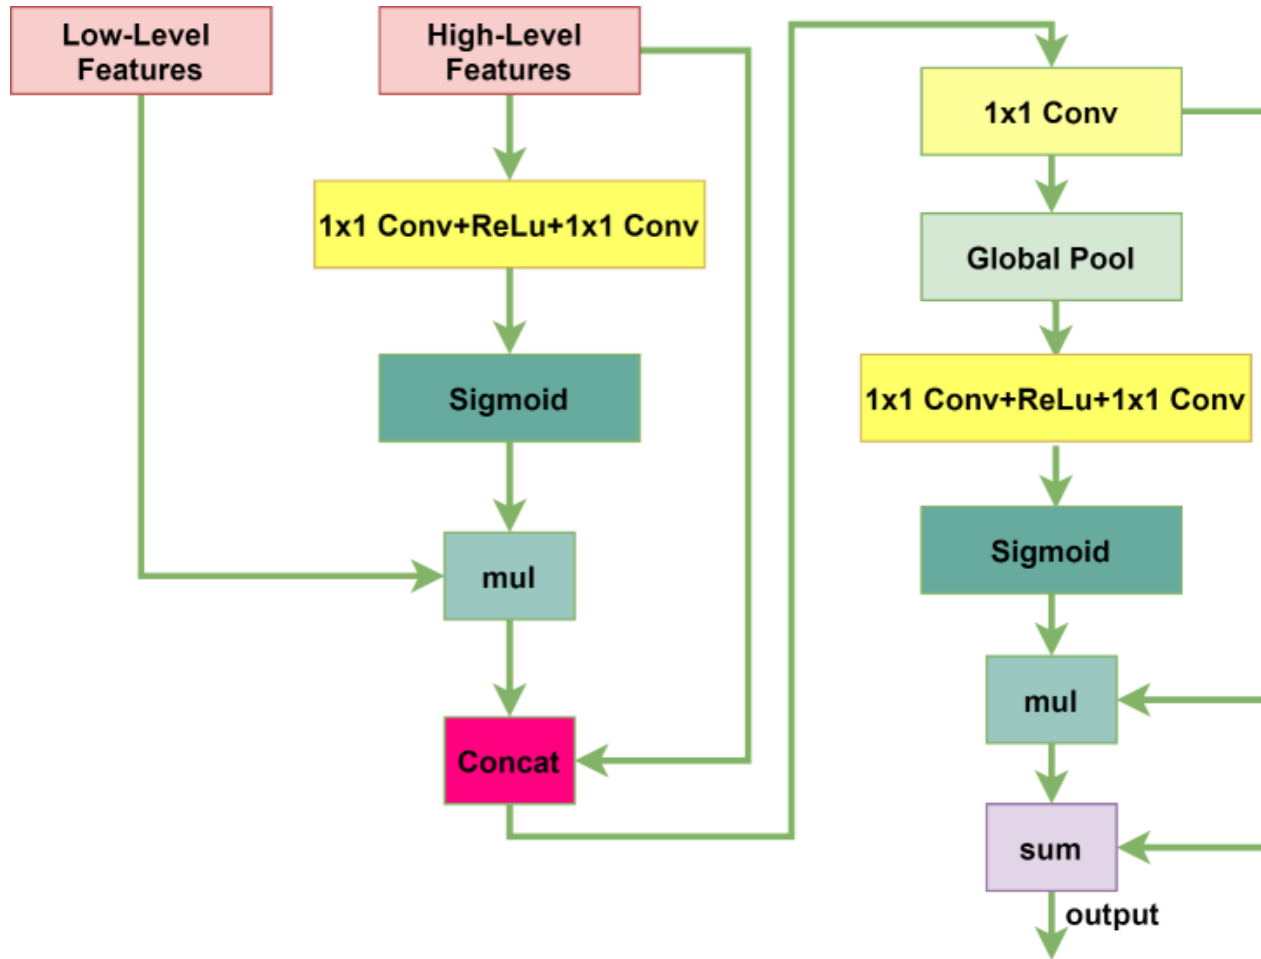 Low-Level
Features
High-Level
Features
1x1 Conv+ReLu+1x1 Conv
Sigmoid
mul
Concat
1x1 Conv
Global Pool
1x1 Conv+ReLu+1x1 Conv
Sigmoid
mul
sum
output